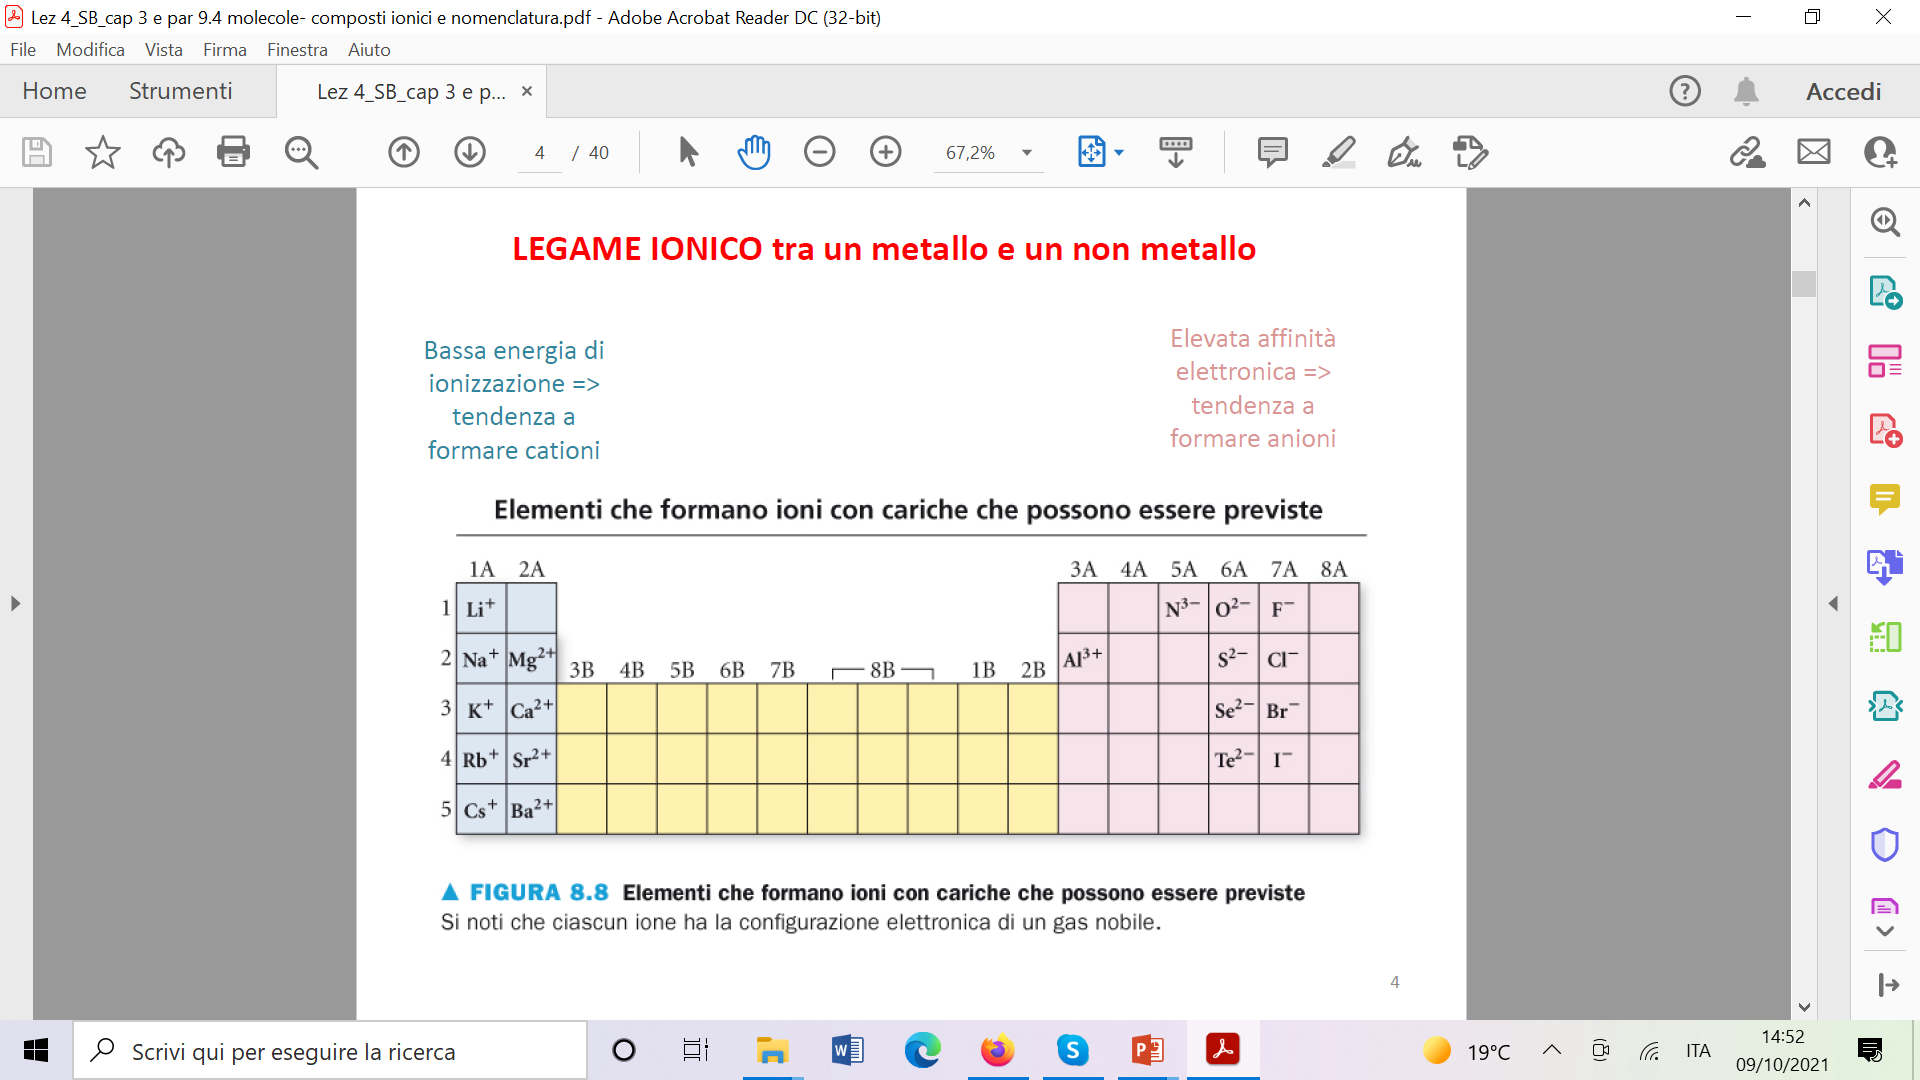 Lez 4_SB_cap 3 e par 9.4 molecole- composti ionici e nomenclatura.pdf - Adobe Acrobat Reader DC (32-bit)
File Modifica Vista Firma Finestra Aiuto
Home Strumenti Lez 4_SB_cap 3 e p... × Accedi
4 / 40 67,2%
LEGAME IONICO tra un metallo e un non metallo
Bassa energia di
ionizzazione =>
tendenza a
formare cationi
Elevata affinità
elettronica =>
tendenza a
formare anioni
Elementi che formano ioni con cariche che possono essere previste
1A 2A 3A 4A 5A 6A 7A 8A
1 Li⁺ N³⁻ O²⁻ F⁻
2 Na⁺ Mg²⁺ 3B 4B 5B 6B 7B 8B 1B 2B Al³⁺ S²⁻ Cl⁻
3 K⁺ Ca²⁺ Se²⁻ Br⁻
4 Rb⁺ Sr²⁺ Te²⁻ I⁻
5 Cs⁺ Ba²⁺
▲ FIGURA 8.8 Elementi che formano ioni con cariche che possono essere previste
Si noti che ciascun ione ha la configurazione elettronica di un gas nobile.
4
Scrivi qui per eseguire la ricerca 19°C ITA 14:52
09/10/2021